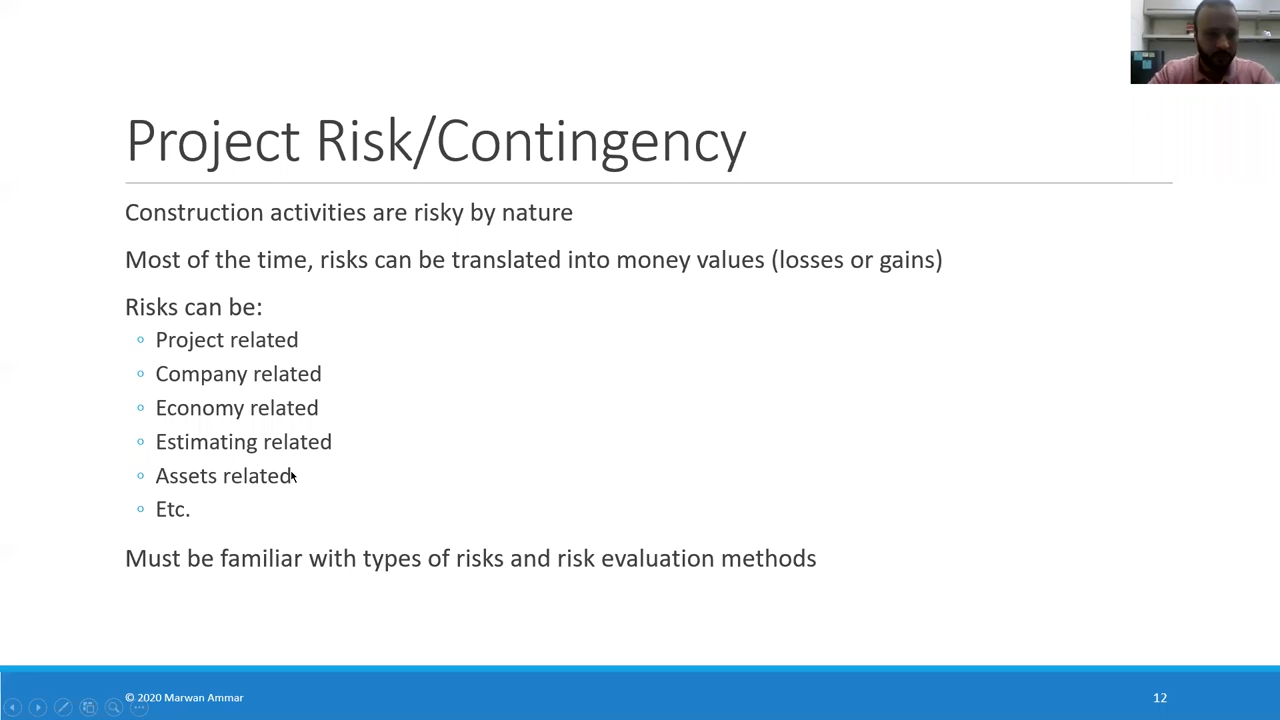 Project Risk/Contingency
Construction activities are risky by nature
Most of the time, risks can be translated into money values (losses or gains)
Risks can be:
Project related
Company related
Economy related
Estimating related
Assets related
Etc.
Must be familiar with types of risks and risk evaluation methods
© 2020 Marwan Ammar
12